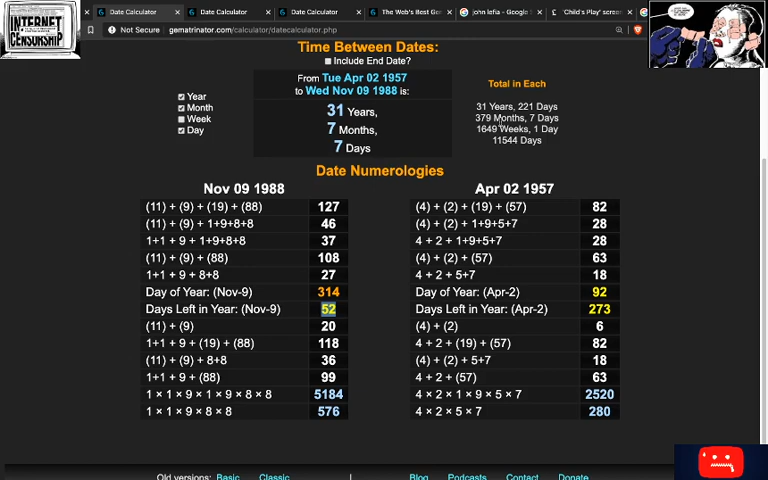 INTERNET
CENSORSHIP
Date Calculator
Date Calculator
Date Calculator
The Web's Best Ge
john lafia - Google
'Child's Play' screen
Not Secure gematrinator.com/calculator/datecalculator.php
Time Between Dates:
Include End Date?
Year
Month
Week
Day
From Tue Apr 02 1957
to Wed Nov 09 1988 is:
31 Years,
7 Months,
7 Days
Total in Each
31 Years, 221 Days
379 Months, 7 Days
1649 Weeks, 1 Day
11544 Days
Date Numerologies
Nov 09 1988
(11) + (9) + (19) + (88) 127
(11) + (9) + 1+9+8+8 46
1+1 + 9 + 1+9+8+8 37
(11) + (9) + (88) 108
1+1 + 9 + 8+8 27
Day of Year: (Nov-9) 314
Days Left in Year: (Nov-9) 52
(11) + (9) 20
1+1 + 9 + (19) + (88) 118
(11) + (9) + 8+8 36
1+1 + 9 + (88) 99
1 × 1 × 9 × 1 × 9 × 8 × 8 5184
1 × 1 × 9 × 8 × 8 576
Apr 02 1957
(4) + (2) + (19) + (57) 82
(4) + (2) + 1+9+5+7 28
4 + 2 + 1+9+5+7 28
(4) + (2) + (57) 63
4 + 2 + 5+7 18
Day of Year: (Apr-2) 92
Days Left in Year: (Apr-2) 273
(4) + (2) 6
4 + 2 + (19) + (57) 82
(4) + (2) + 5+7 18
4 + 2 + (57) 63
4 × 2 × 1 × 9 × 5 × 7 2520
4 × 2 × 5 × 7 280
Old versions: Basic Classic | Blog Podcasts Contact Donate